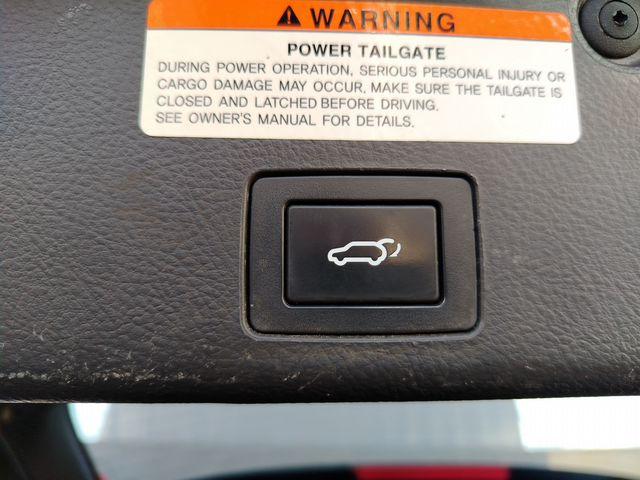 WARNING
POWER TAILGATE
DURING POWER OPERATION, SERIOUS PERSONAL INJURY OR
CARGO DAMAGE MAY OCCUR, MAKE SURE THE TAILGATE IS
CLOSED AND LATCHED BEFORE DRIVING.
SEE OWNER'S MANUAL FOR DETAILS.